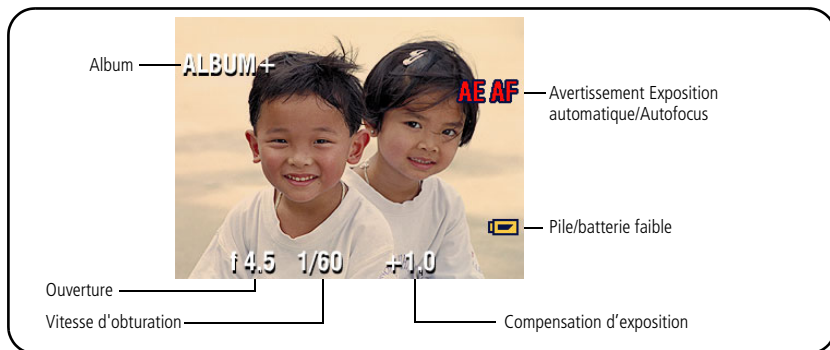 Album
ALBUM+
AE AF
Avertissement Exposition
automatique/Autofocus
Pile/batterie faible
f 4.5 1/60 +1.0
Ouverture
Vitesse d'obturation
Compensation d’exposition